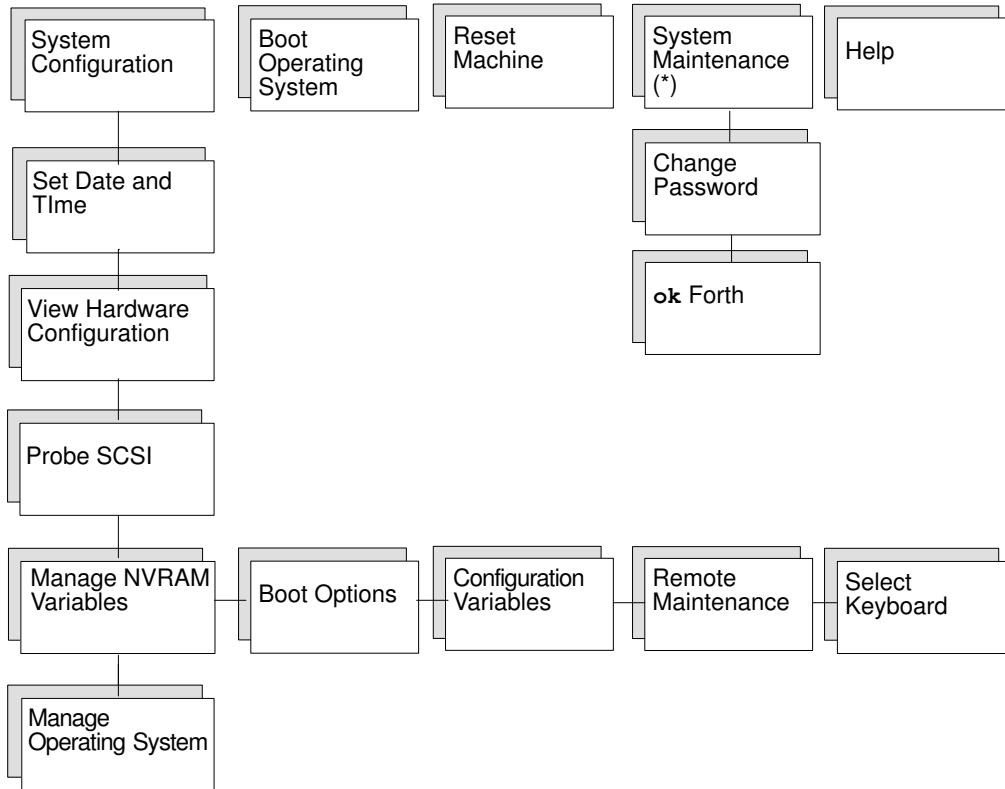 System
Configuration
Boot
Operating
System
Reset
Machine
System
Maintenance
(*)
Help
Set Date and
TIme
Change
Password
View Hardware
Configuration
ok Forth
Probe SCSI
Manage NVRAM
Variables
Boot Options
Configuration
Variables
Remote
Maintenance
Select
Keyboard
Manage
Operating System